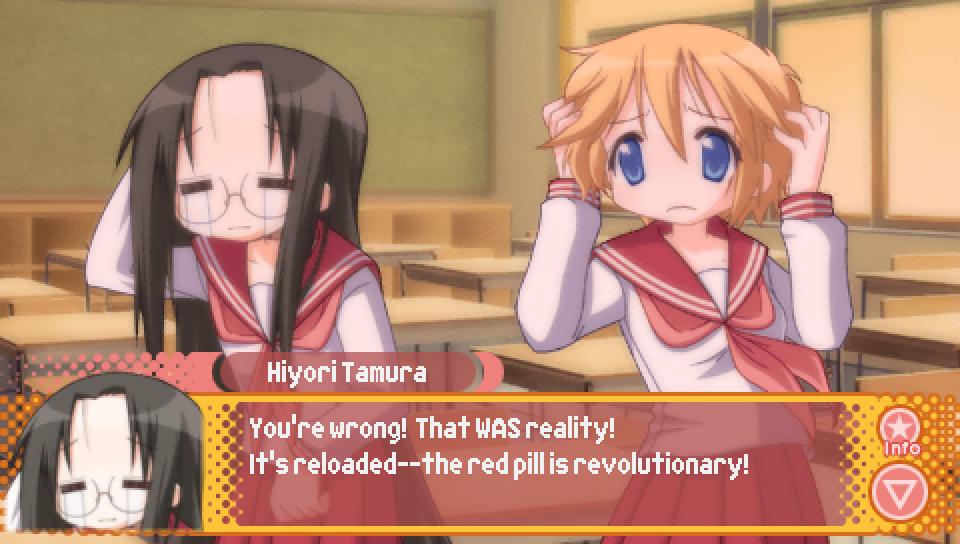 Hiyori Tamura
You're wrong! That WAS reality!
It's reloaded--the red pill is revolutionary!
Info